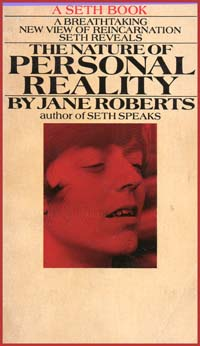 A SETH BOOK
A BREATHTAKING
NEW VIEW OF REINCARNATION
SETH REVEALS
THE NATURE OF
PERSONAL
REALITY
BY JANE ROBERTS
author of SETH SPEAKS